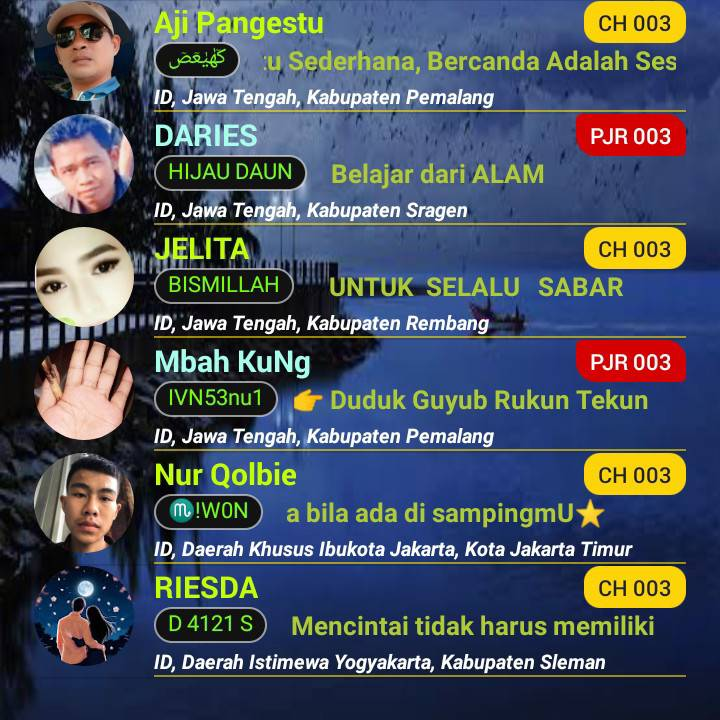 Aji Pangestu
CH 003
كهيعص
u Sederhana, Bercanda Adalah Ses
ID, Jawa Tengah, Kabupaten Pemalang
DARIES
PJR 003
HIJAU DAUN
Belajar dari ALAM
ID, Jawa Tengah, Kabupaten Sragen
JELITA
CH 003
BISMILLAH
UNTUK SELALU SABAR
ID, Jawa Tengah, Kabupaten Rembang
Mbah KuNg
PJR 003
IVN53nu1
👉 Duduk Guyub Rukun Tekun
ID, Jawa Tengah, Kabupaten Pemalang
Nur Qolbie
CH 003
♏!W0N
a bila ada di sampingmU⭐
ID, Daerah Khusus Ibukota Jakarta, Kota Jakarta Timur
RIESDA
CH 003
D 4121 S
Mencintai tidak harus memiliki
ID, Daerah Istimewa Yogyakarta, Kabupaten Sleman